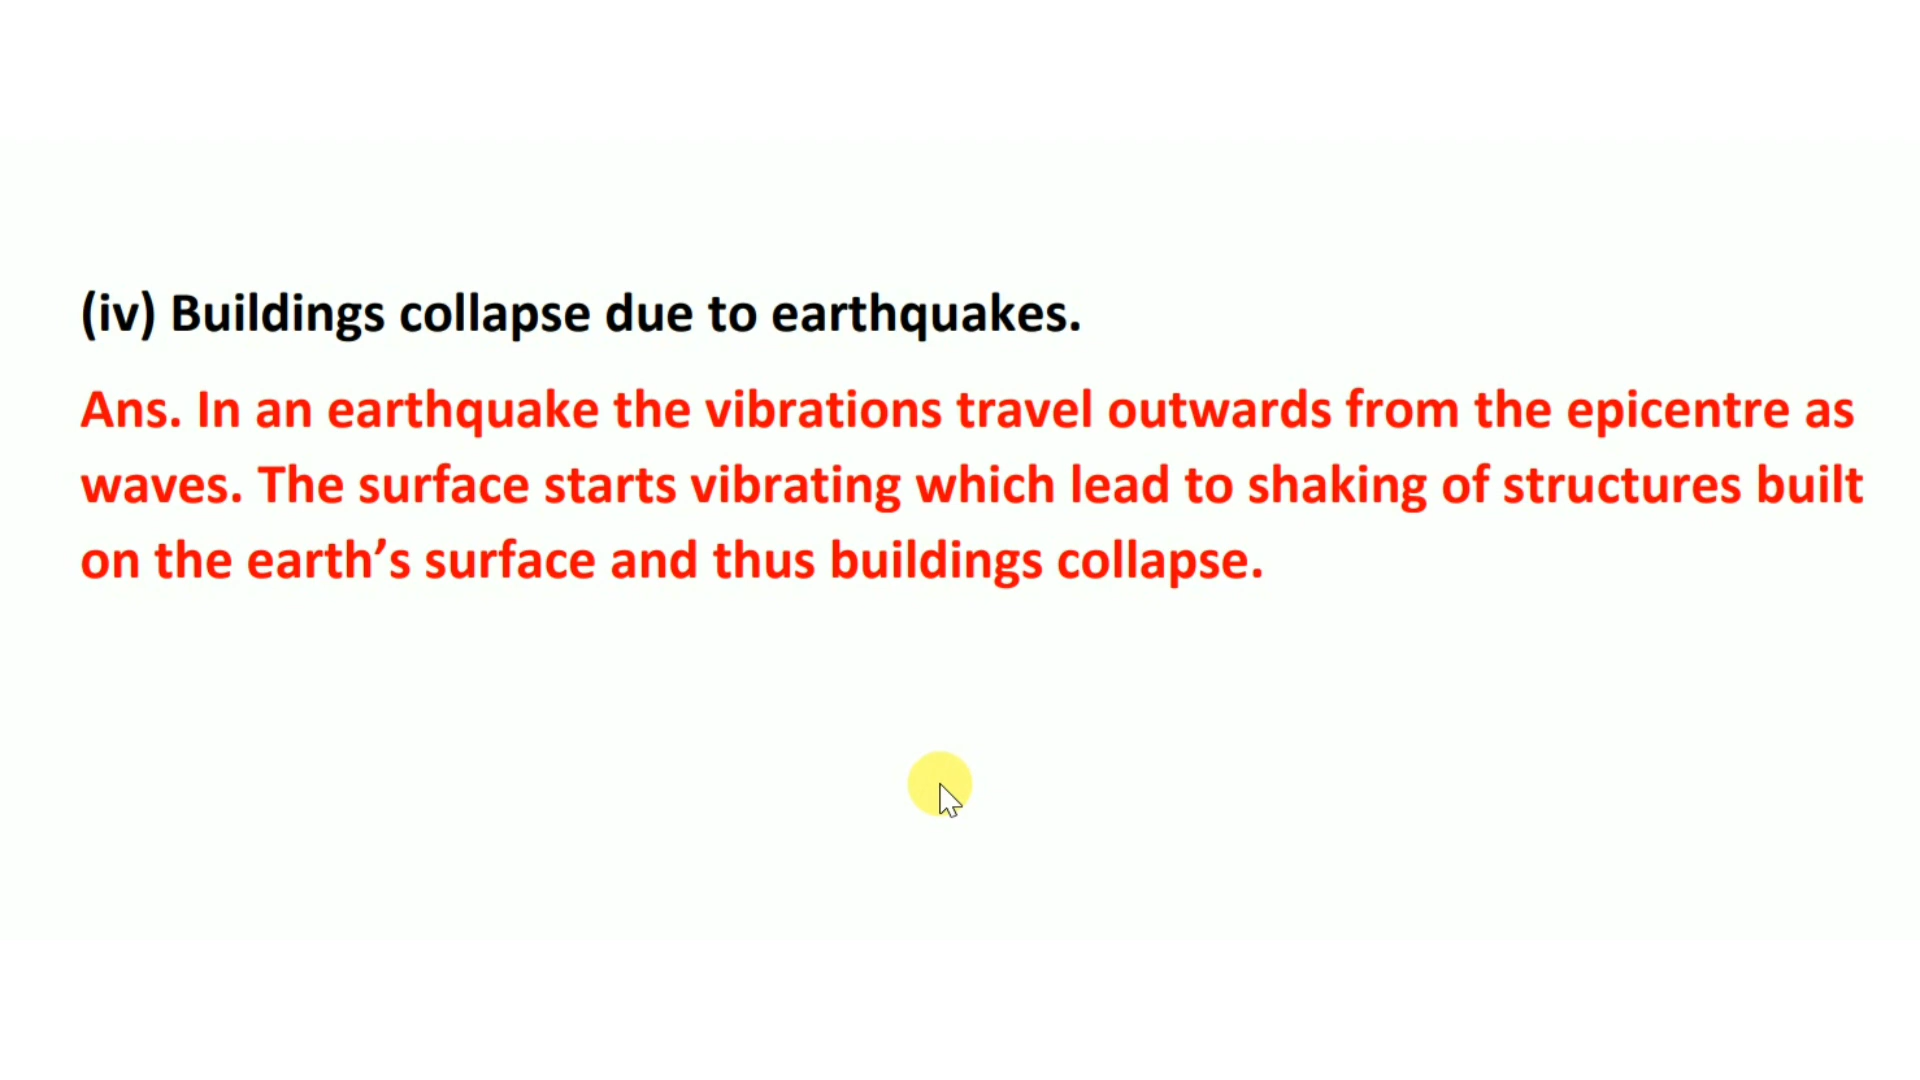 (iv) Buildings collapse due to earthquakes.
Ans. In an earthquake the vibrations travel outwards from the epicentre as
waves. The surface starts vibrating which lead to shaking of structures built
on the earth’s surface and thus buildings collapse.